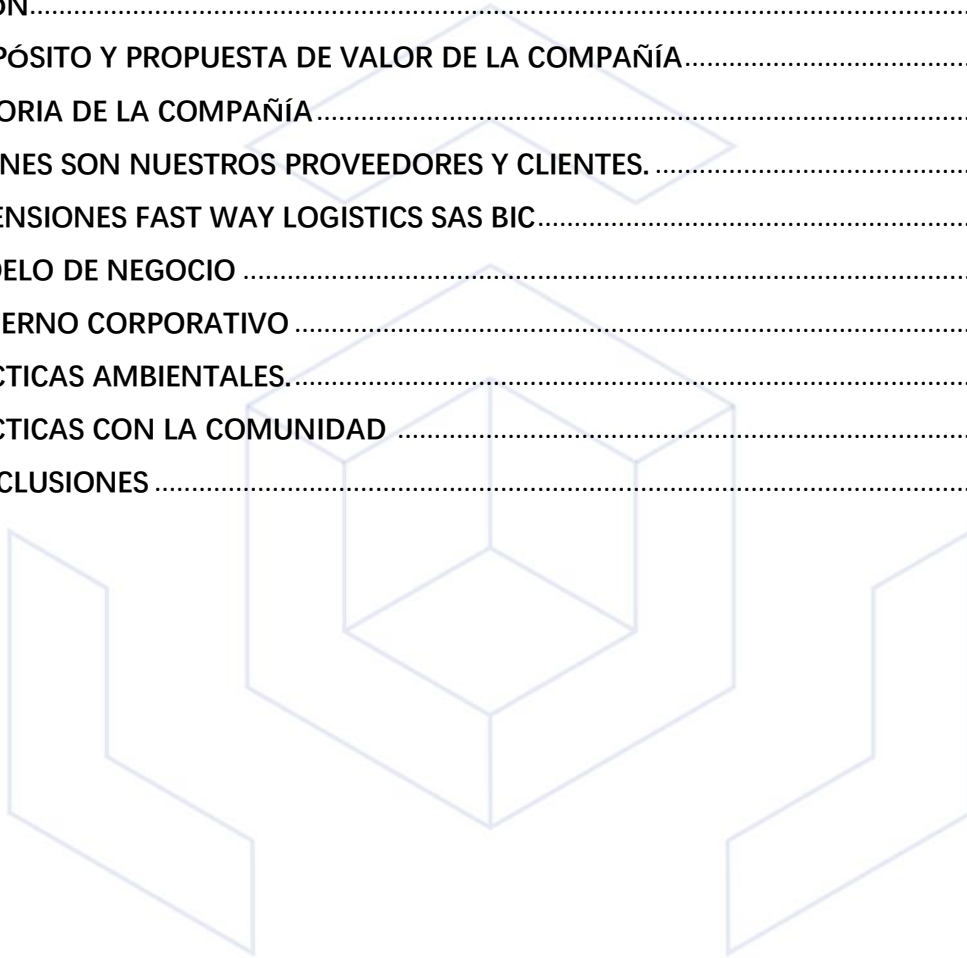 ÓN
PÓSITO Y PROPUESTA DE VALOR DE LA COMPAÑÍA
ORIA DE LA COMPAÑÍA
ENES SON NUESTROS PROVEEDORES Y CLIENTES.
ENSIONES FAST WAY LOGISTICS SAS BIC
DELO DE NEGOCIO
ERNO CORPORATIVO
CTICAS AMBIENTALES.
CTICAS CON LA COMUNIDAD
CLUSIONES